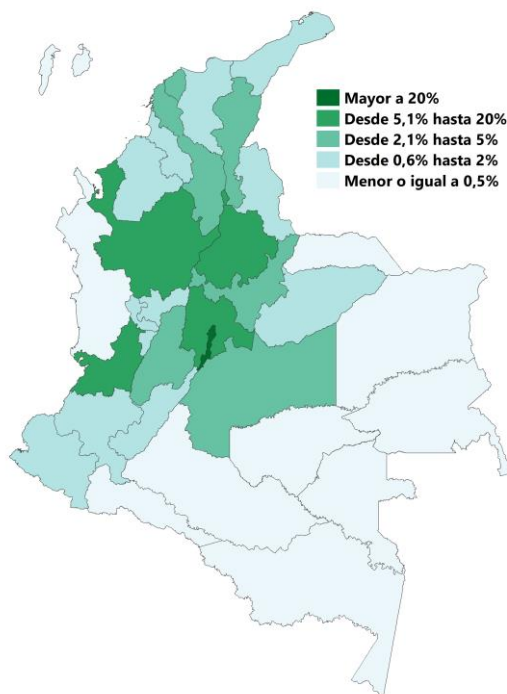 Mayor a 20%
Desde 5,1% hasta 20%
Desde 2,1% hasta 5%
Desde 0,6% hasta 2%
Menor o igual a 0,5%